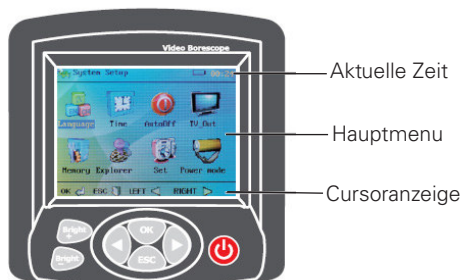 Video Borescope
System Setup
Aktuelle Zeit
Language Time AutoOff TV_Out
Hauptmenu
Memory Explorer Set Power mode
OK ESC LEFT RIGHT
Cursoranzeige
Bright +
OK
Bright -
ESC